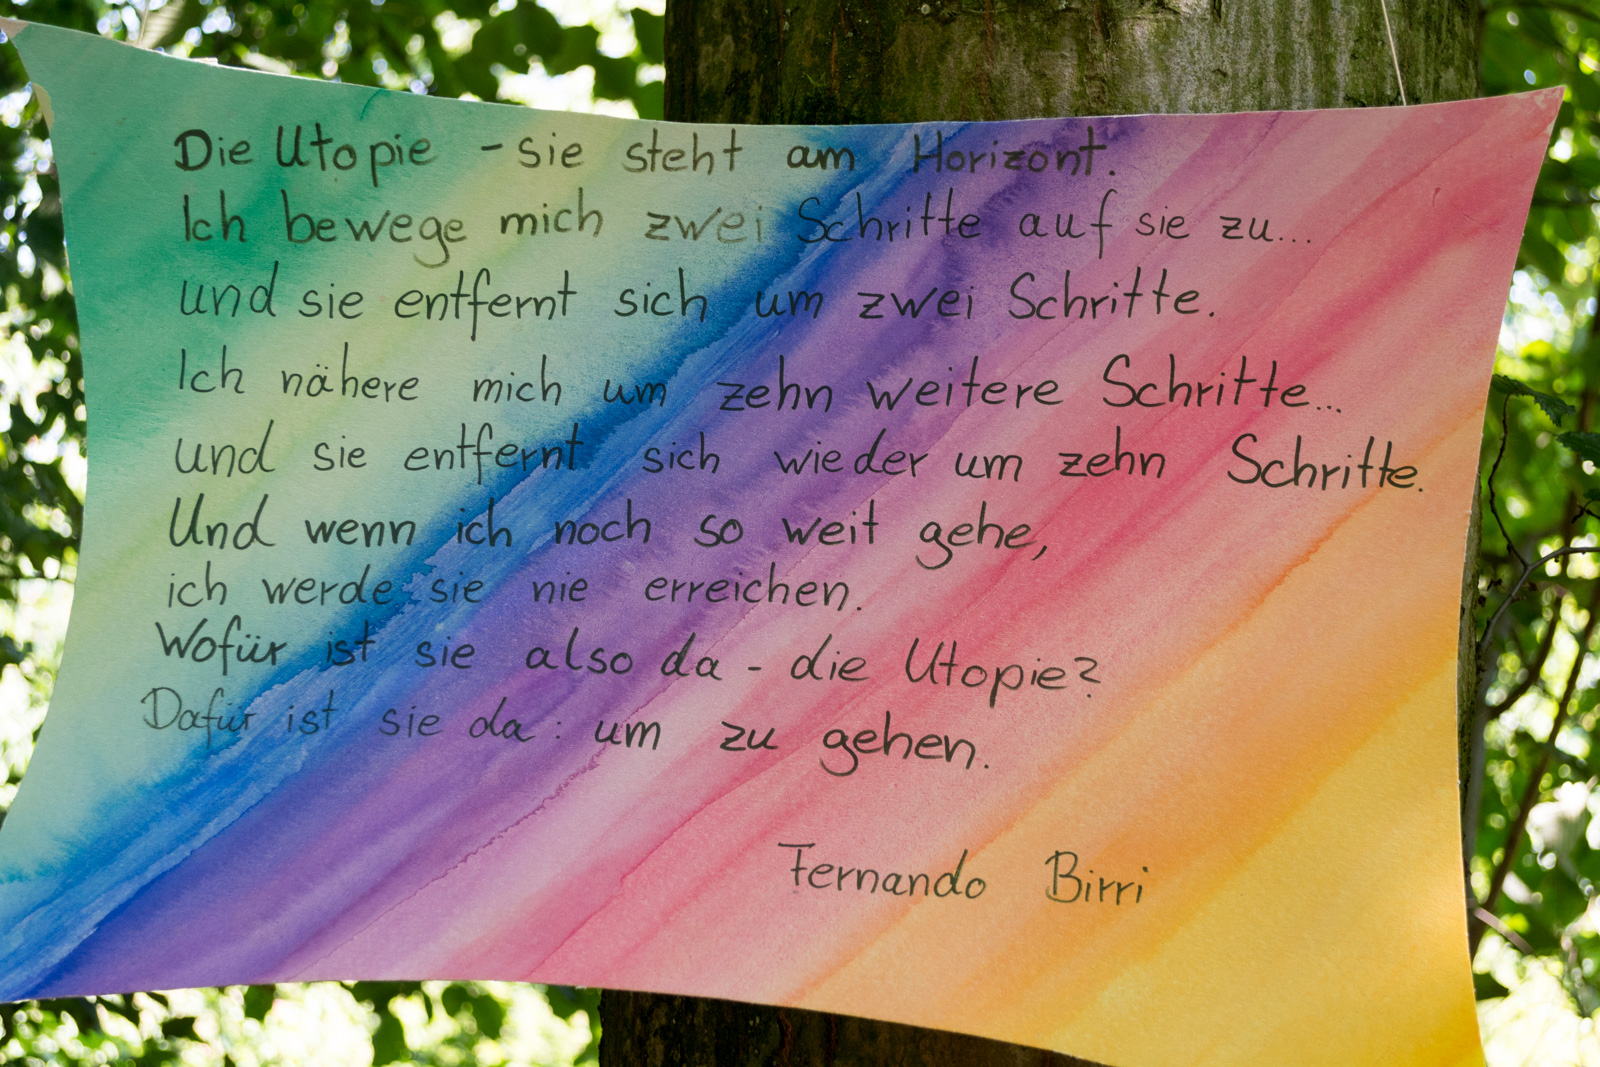 Die Utopie - sie steht am Horizont.
Ich bewege mich zwei Schritte auf sie zu...
und sie entfernt sich um zwei Schritte.
Ich nähere mich um zehn weitere Schritte...
und sie entfernt sich wieder um zehn Schritte.
Und wenn ich noch so weit gehe,
ich werde sie nie erreichen.
Wofür ist sie also da - die Utopie?
Dafür ist sie da: um zu gehen.
Fernando Birri